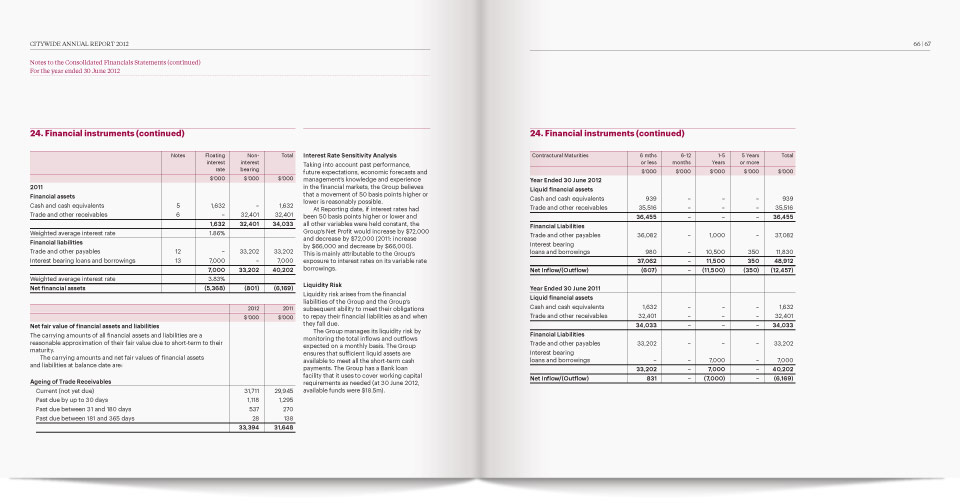 CITYWIDE ANNUAL REPORT 2012
Notes to the Consolidated Financials Statements (continued)
For the year ended 30 June 2012
24. Financial instruments (continued)
Notes Floating interest rate Non-interest bearing Total
$'000 $'000 $'000
2011
Financial assets
Cash and cash equivalents 5 1,632 – 1,632
Trade and other receivables 6 – 32,401 32,401
1,632 32,401 34,033
Weighted average interest rate 1.86%
Financial liabilities
Trade and other payables 12 – 33,202 33,202
Interest bearing loans and borrowings 13 7,000 – 7,000
7,000 33,202 40,202
Weighted average interest rate 3.83%
Net financial assets (5,368) (801) (6,169)
2012 2011
$'000 $'000
Net fair value of financial assets and liabilities
The carrying amounts of all financial assets and liabilities are a
reasonable approximation of their fair value due to short-term to their
maturity.
The carrying amounts and net fair values of financial assets
and liabilities at balance date are:
Ageing of Trade Receivables
Current (not yet due) 31,711 29,945
Past due by up to 30 days 1,118 1,295
Past due between 31 and 180 days 537 270
Past due between 181 and 365 days 28 138
33,394 31,648
Interest Rate Sensitivity Analysis
Taking into account past performance,
future expectations, economic forecasts and
management's knowledge and experience
in the financial markets, the Group believes
that a movement of 50 basis points higher or
lower is reasonably possible.
At Reporting date, if interest rates had
been 50 basis points higher or lower and
all other variables were held constant, the
Group's Net Profit would increase by $72,000
and decrease by $72,000 (2011: increase
by $66,000 and decrease by $66,000).
This is mainly attributable to the Group's
exposure to interest rates on its variable rate
borrowings.
Liquidity Risk
Liquidity risk arises from the financial
liabilities of the Group and the Group's
subsequent ability to meet their obligations
to repay their financial liabilities as and when
they fall due.
The Group manages its liquidity risk by
monitoring the total inflows and outflows
expected on a monthly basis. The Group
ensures that sufficient liquid assets are
available to meet all the short-term cash
payments. The Group has a Bank loan
facility that it uses to cover working capital
requirements as needed (at 30 June 2012,
available funds were $18.5m).
66 | 67
24. Financial instruments (continued)
Contractural Maturities 6 mths or less 6-12 months 1-5 Years 5 Years or more Total
$'000 $'000 $'000 $'000 $'000
Year Ended 30 June 2012
Liquid financial assets
Cash and cash equivalents 939 – – – 939
Trade and other receivables 35,516 – – – 35,516
36,455 – – – 36,455
Financial Liabilities
Trade and other payables 36,082 – 1,000 – 37,082
Interest bearing
loans and borrowings 980 – 10,500 350 11,830
37,062 – 11,500 350 48,912
Net Inflow/(Outflow) (607) – (11,500) (350) (12,457)
Year Ended 30 June 2011
Liquid financial assets
Cash and cash equivalents 1,632 – – – 1,632
Trade and other receivables 32,401 – – – 32,401
34,033 – – – 34,033
Financial Liabilities
Trade and other payables 33,202 – – – 33,202
Interest bearing
loans and borrowings – – 7,000 – 7,000
33,202 – 7,000 – 40,202
Net Inflow/(Outflow) 831 – (7,000) – (6,169)